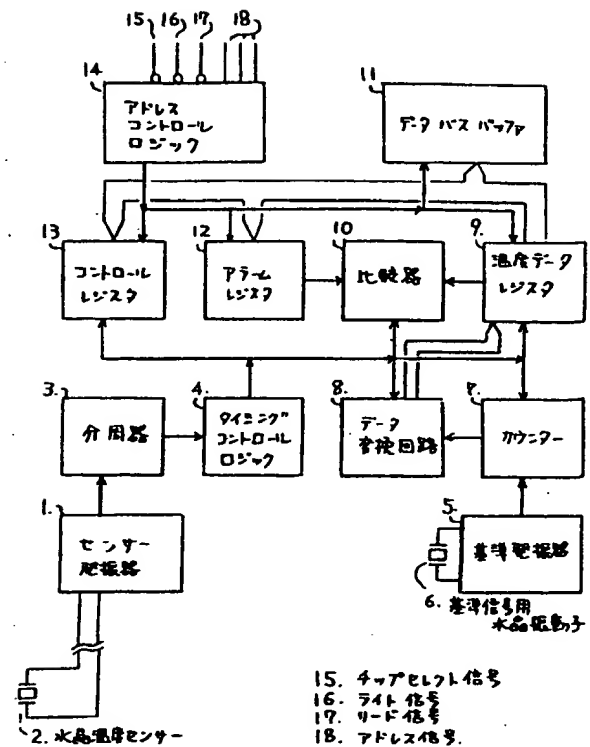 15. 16. 17. 18
14
アドレス
コントロール
ロジック
11
データ バス バッファ
13
コントロール
レジスタ
12
アラーム
レジスタ
10
比較器
9.
温度データ
レジスタ
3.
分周器
4.
タイミング
コントロール
ロジック
8.
データ
変換回路
7.
カウンター
1.
センサー
発振器
5.
基準発振器
6. 基準信号用
水晶振動子
2. 水晶温度センサー
15. チップセレクト信号
16. ライト信号
17. リード信号
18. アドレス信号.